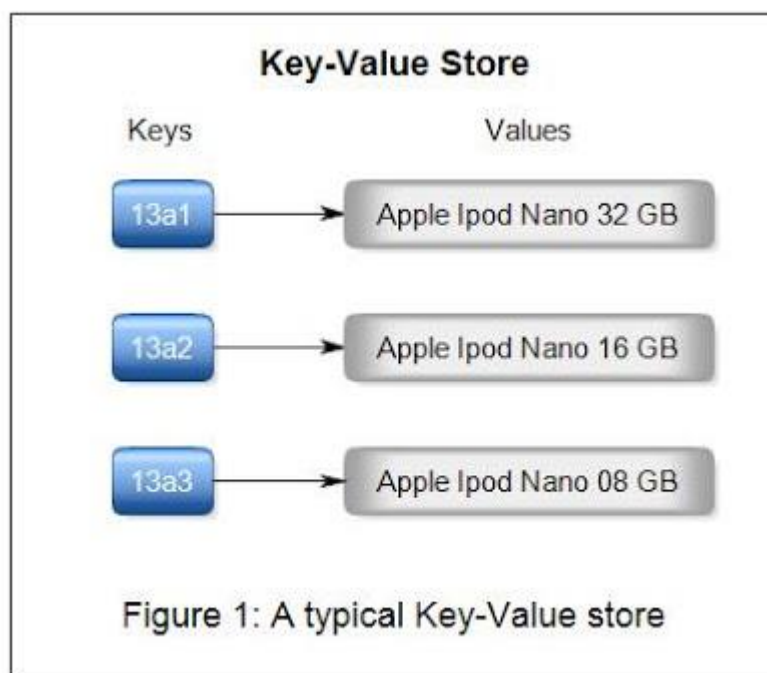 Key-Value Store
Keys Values
13a1 Apple Ipod Nano 32 GB
13a2 Apple Ipod Nano 16 GB
13a3 Apple Ipod Nano 08 GB
Figure 1: A typical Key-Value store